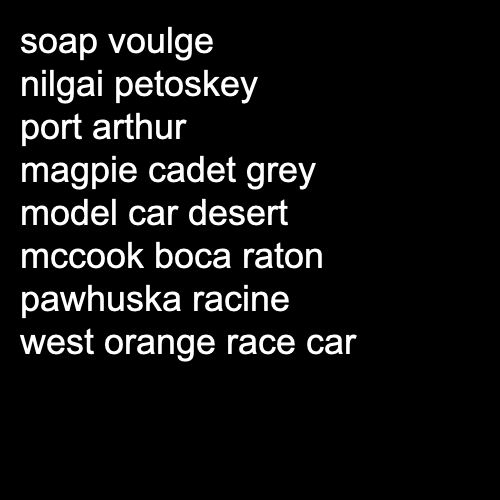 soap voulge
nilgai petoskey
port arthur
magpie cadet grey
model car desert
mccook boca raton
pawhuska racine
west orange race car